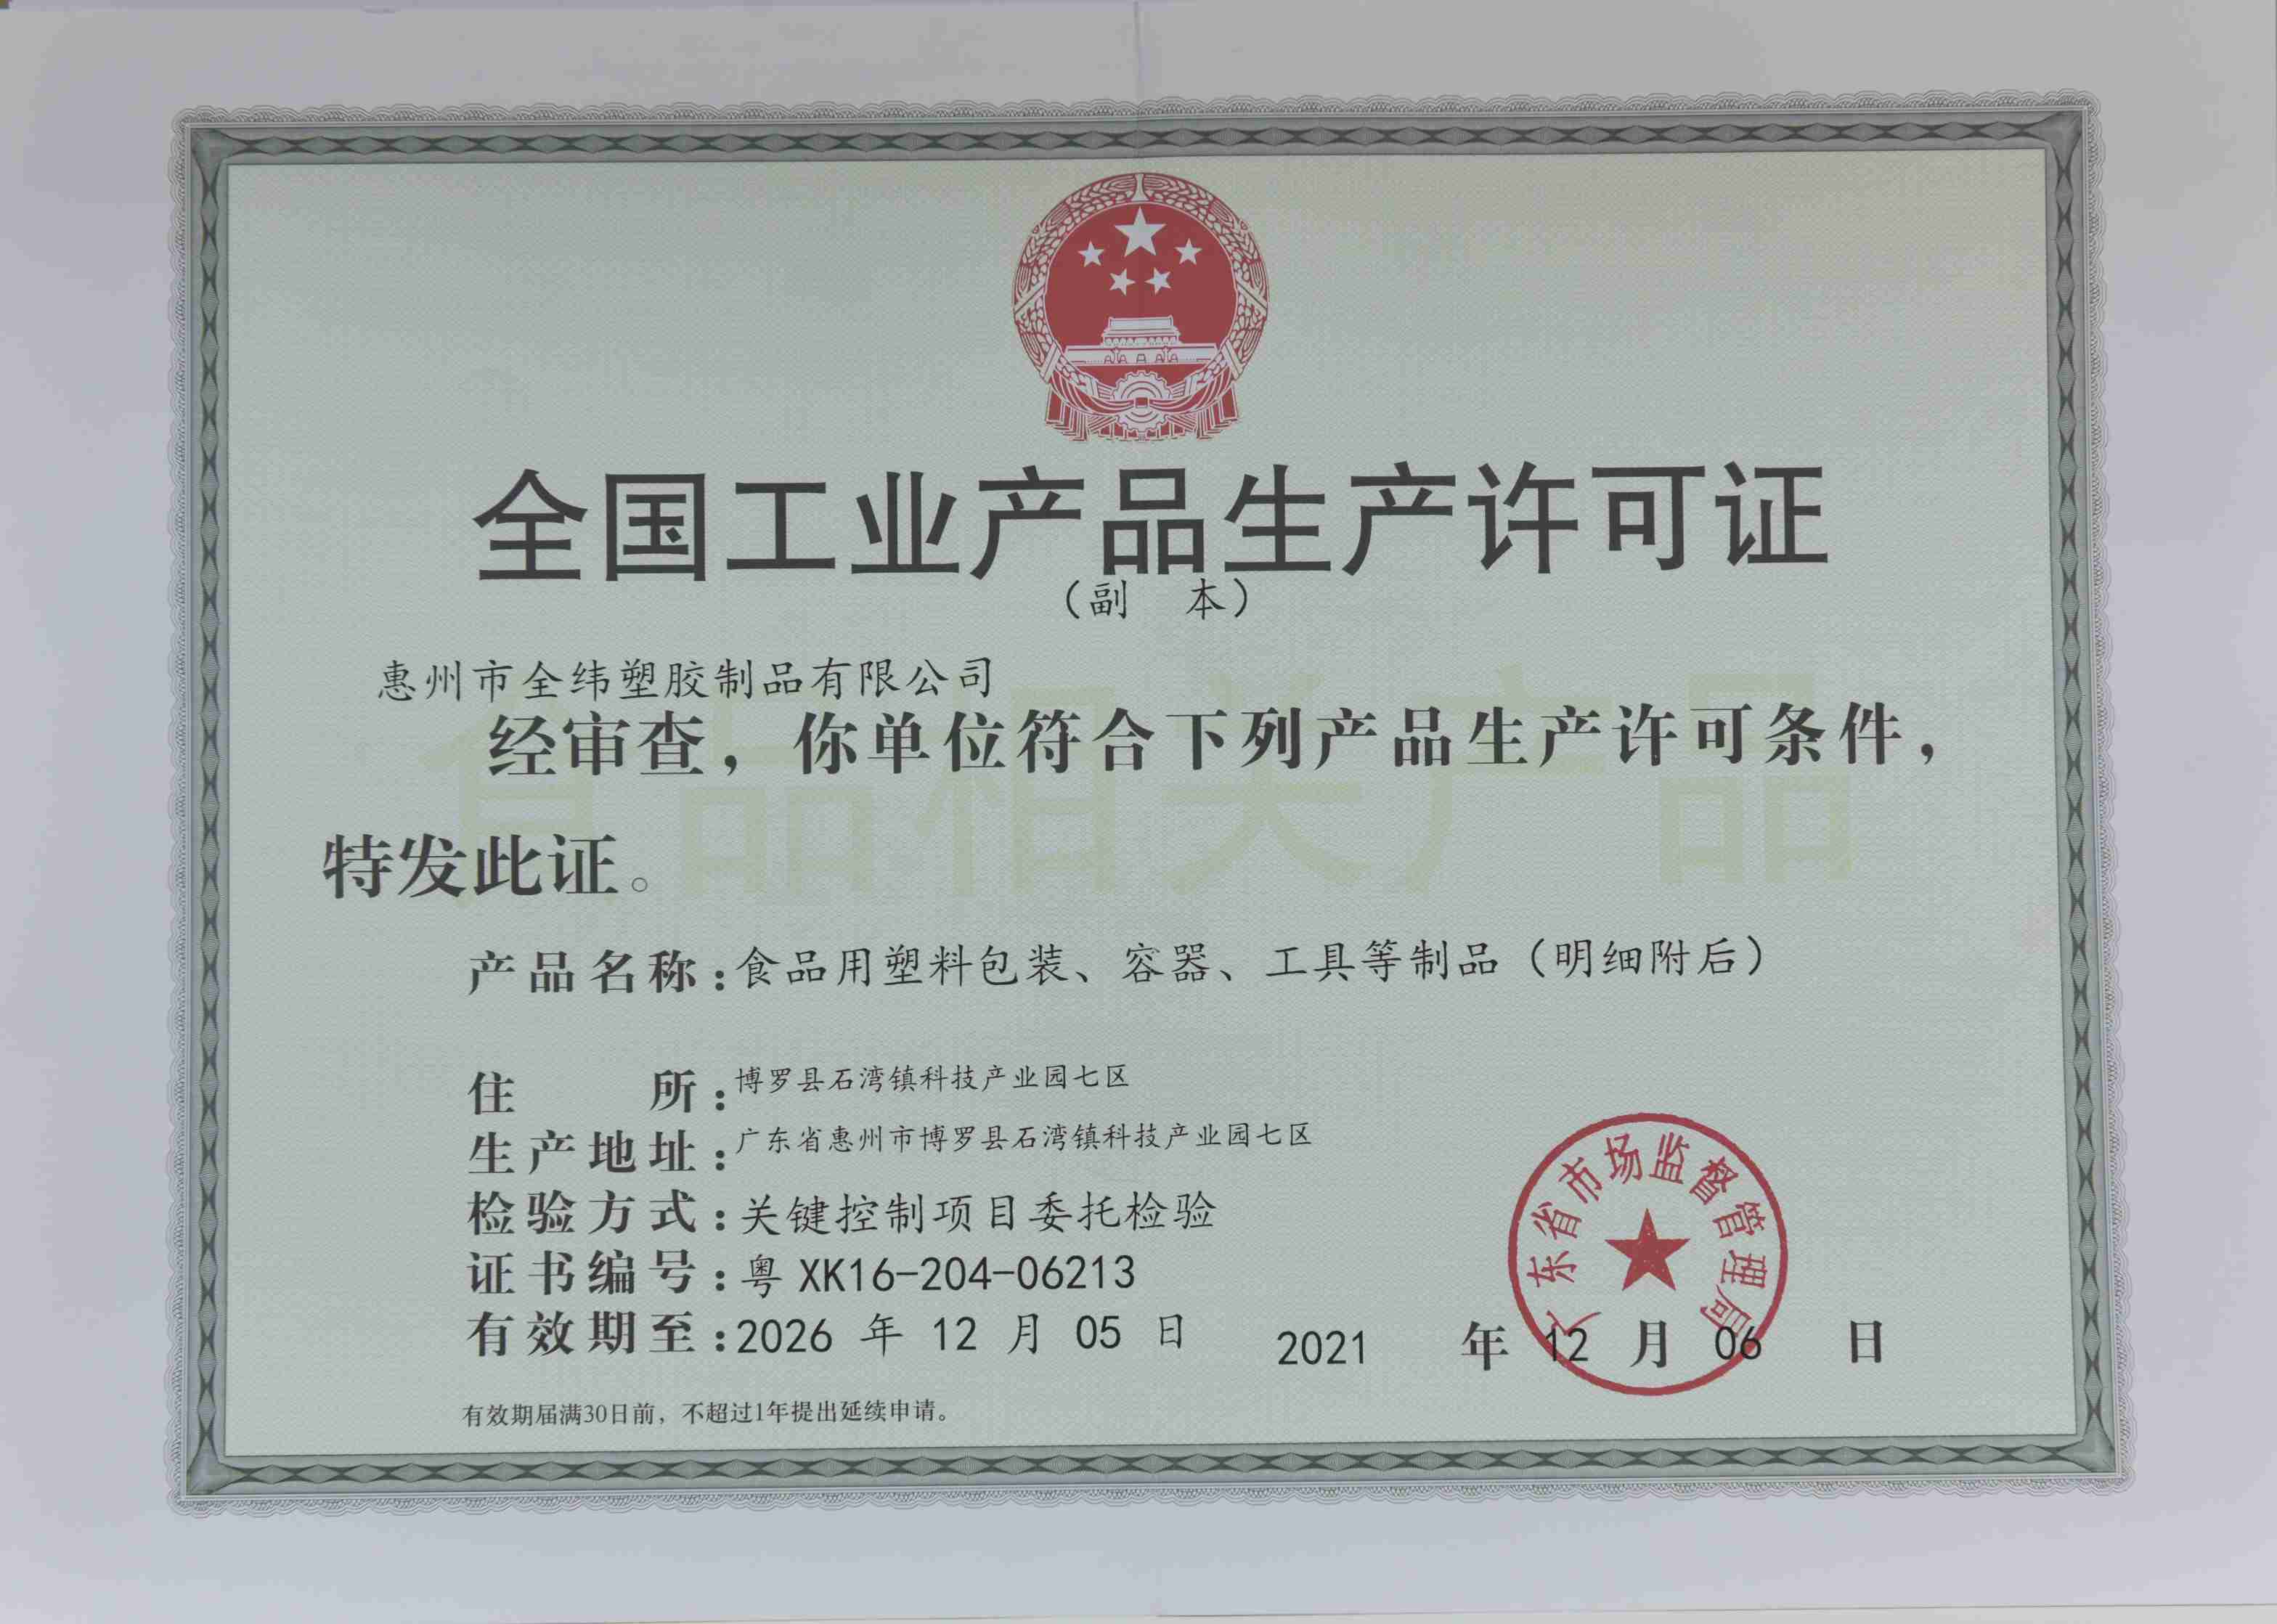 全国工业产品生产许可证
（副 本）
惠州市全纬塑胶制品有限公司
食品相关产品
经审查，你单位符合下列产品生产许可条件，
特发此证。
产品名称：食品用塑料包装、容器、工具等制品（明细附后）
住 所：博罗县石湾镇科技产业园七区
生产地址：广东省惠州市博罗县石湾镇科技产业园七区
检验方式：关键控制项目委托检验
证书编号：粤 XK16-204-06213
有效期至：2026 年 12 月 05 日
广东省市场监督管理局
2021 年 12 月 06 日
有效期届满30日前，不超过1年提出延续申请。